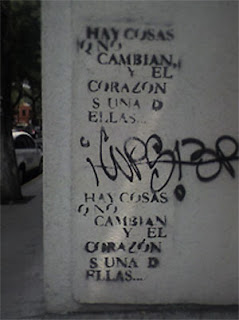 HAY COSAS
Q NO
CAMBIAN,
Y EL
CORAZON
S UNA D
ELLAS...
HAY COSAS
Q NO
CAMBIAN
Y EL
CORAZÓN
S UNA D
ELLAS...